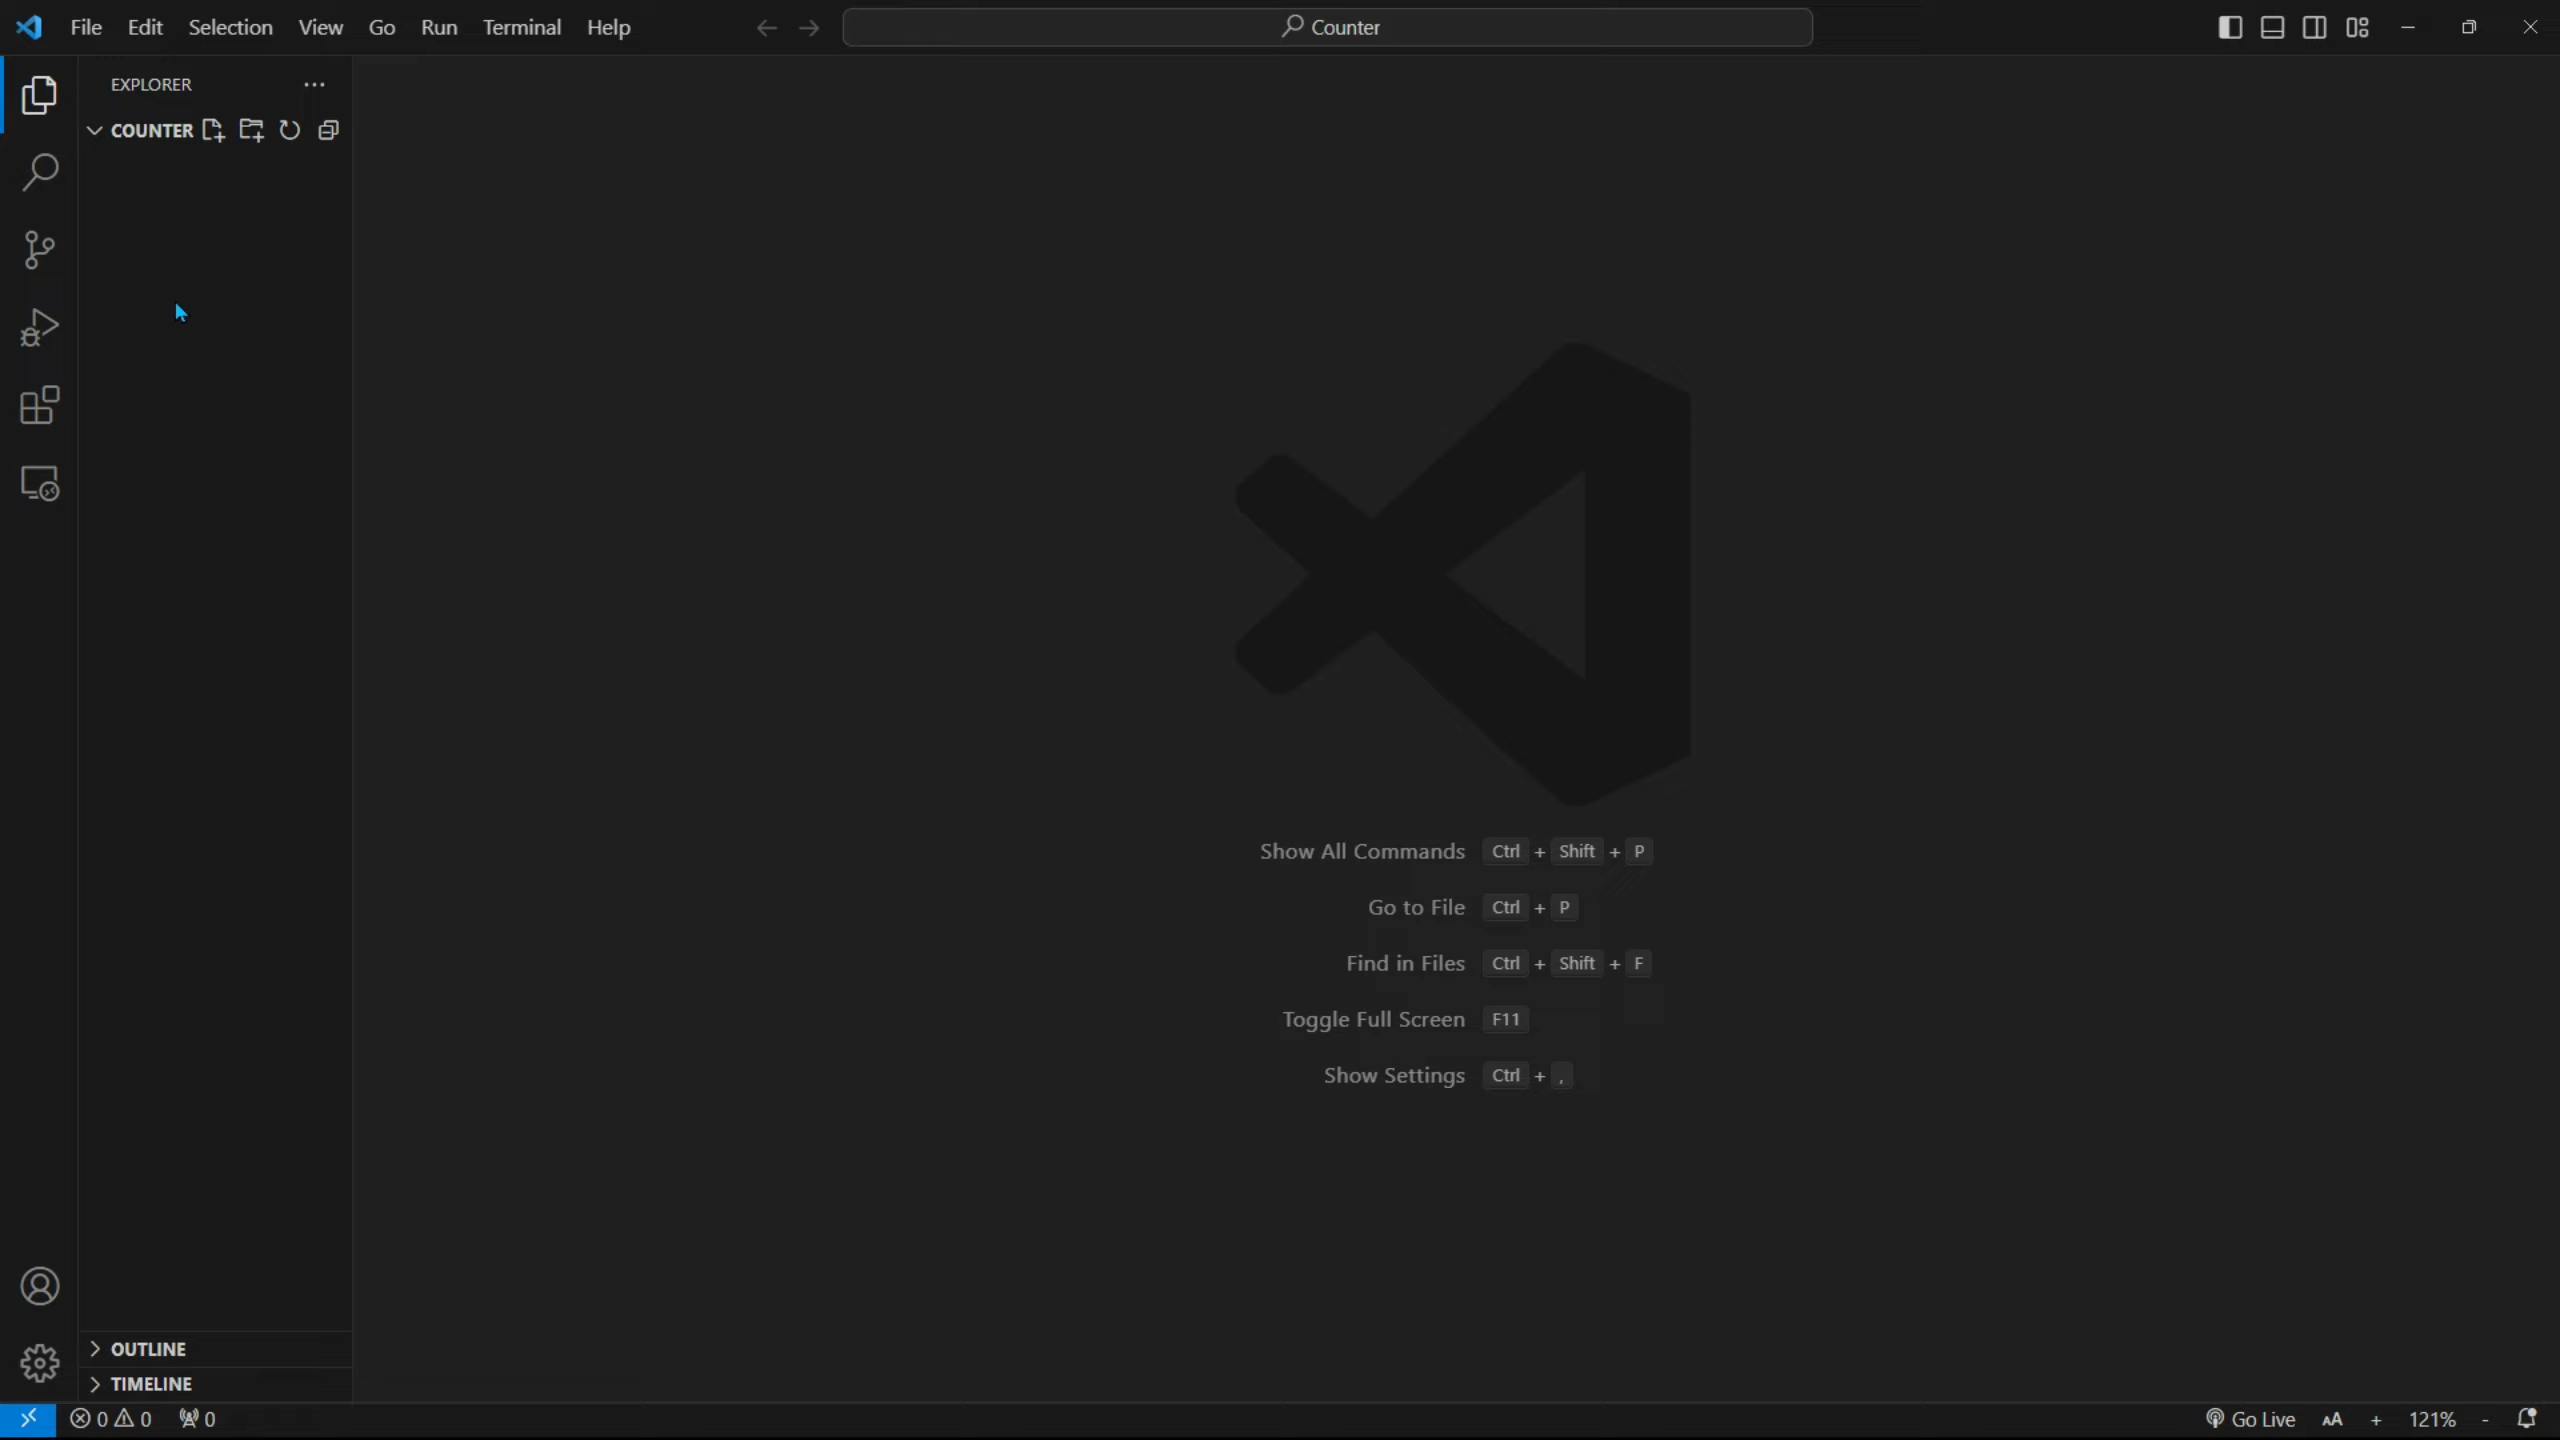 File Edit Selection View Go Run Terminal Help
Counter
EXPLORER
COUNTER
Show All Commands Ctrl + Shift + P
Go to File Ctrl + P
Find in Files Ctrl + Shift + F
Toggle Full Screen F11
Show Settings Ctrl + ,
OUTLINE
TIMELINE
0 0 0
Go Live AA + 121% -